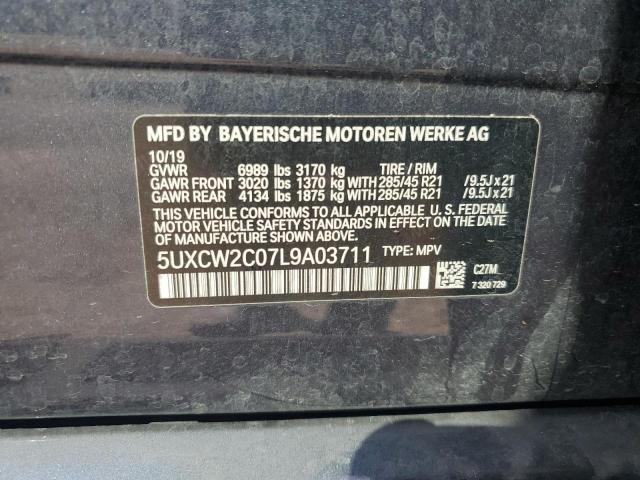 MFD BY BAYERISCHE MOTOREN WERKE AG
10/19
GVWR 6989 lbs 3170 kg TIRE / RIM
GAWR FRONT 3020 lbs 1370 kg WITH 285/45 R21 / 9.5J x 21
GAWR REAR 4134 lbs 1875 kg WITH 285/45 R21 / 9.5J x 21
THIS VEHICLE CONFORMS TO ALL APPLICABLE U. S. FEDERAL
MOTOR VEHICLE SAFETY STANDARDS IN EFFECT ON THE DATE
OF MANUFACTURE SHOWN ABOVE.
5UXCW2C07L9A03711 TYPE: MPV
C27M
7 320 729